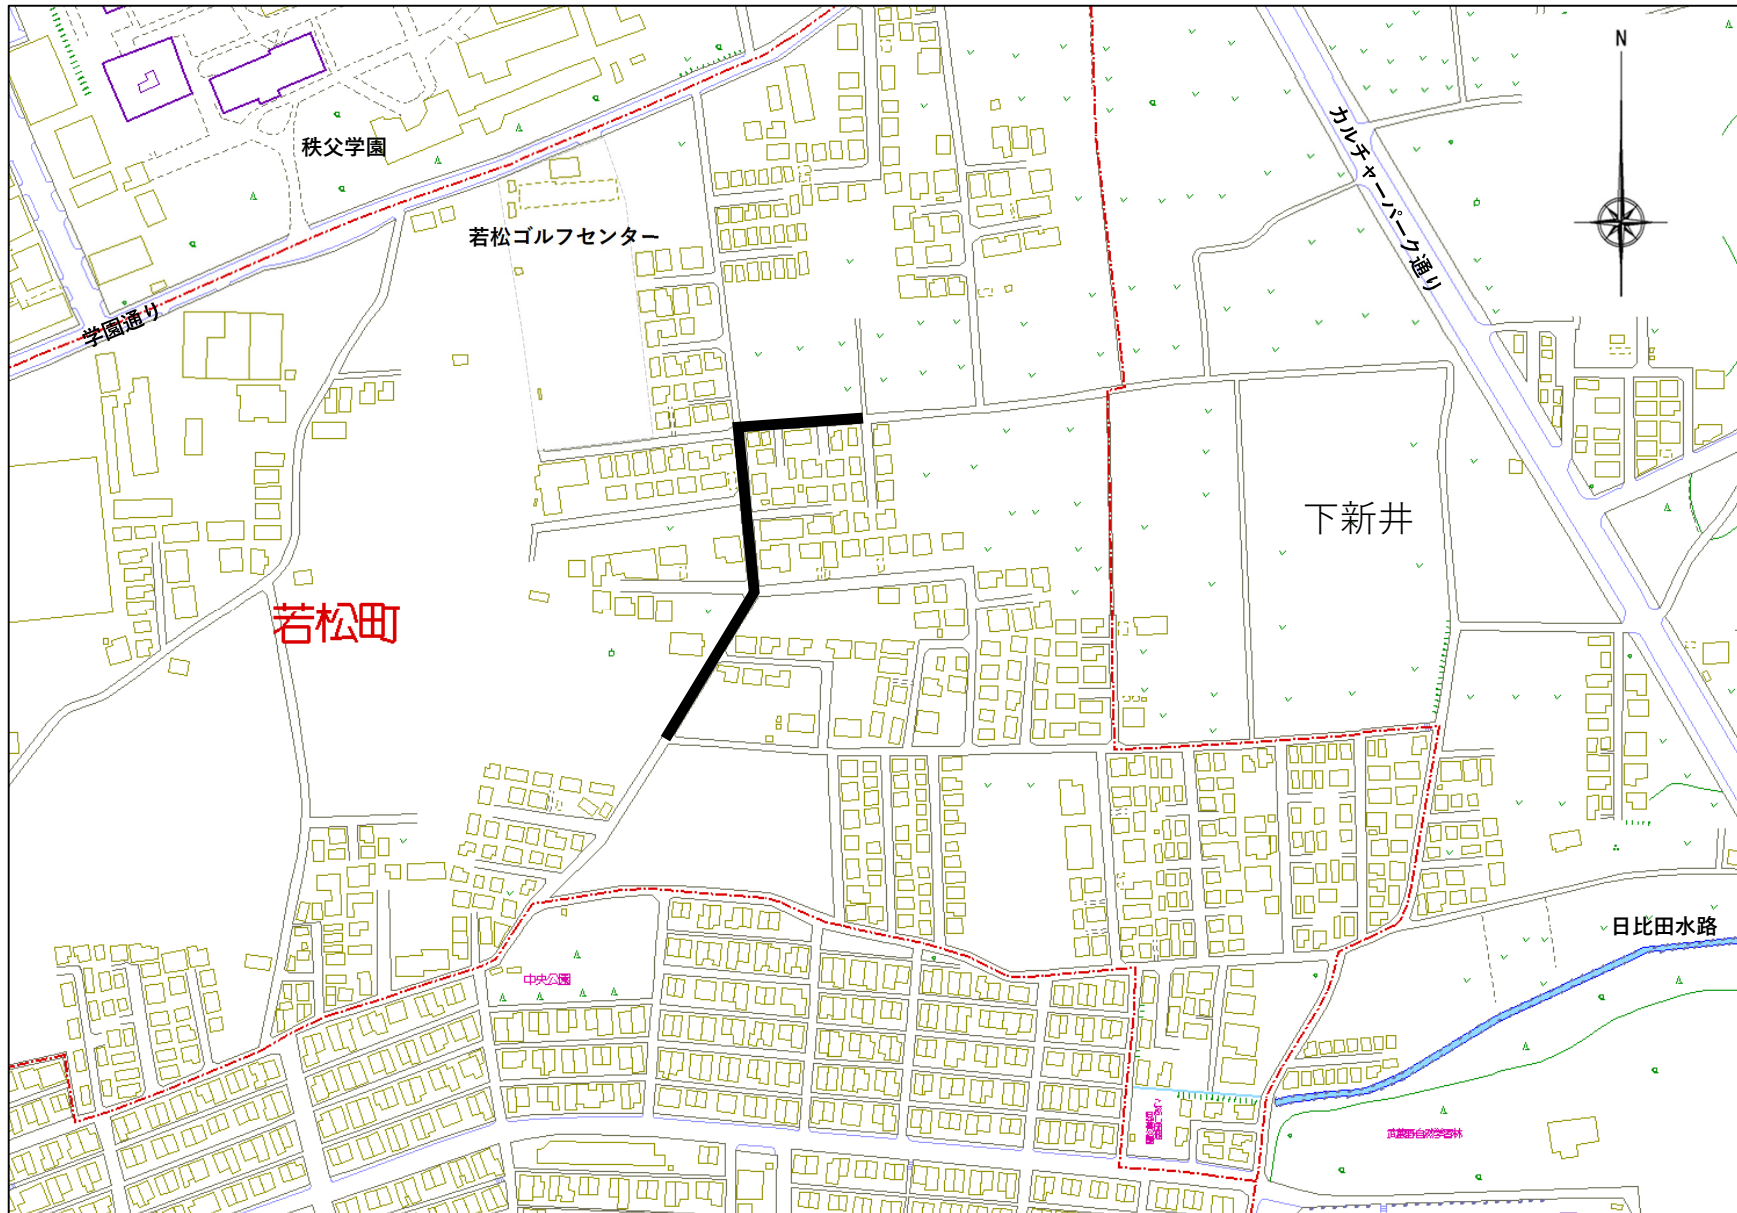 N
カルチャーパーク通り
秩父学園
若松ゴルフセンター
学園通り
下新井
若松町
日比田水路
中央公園